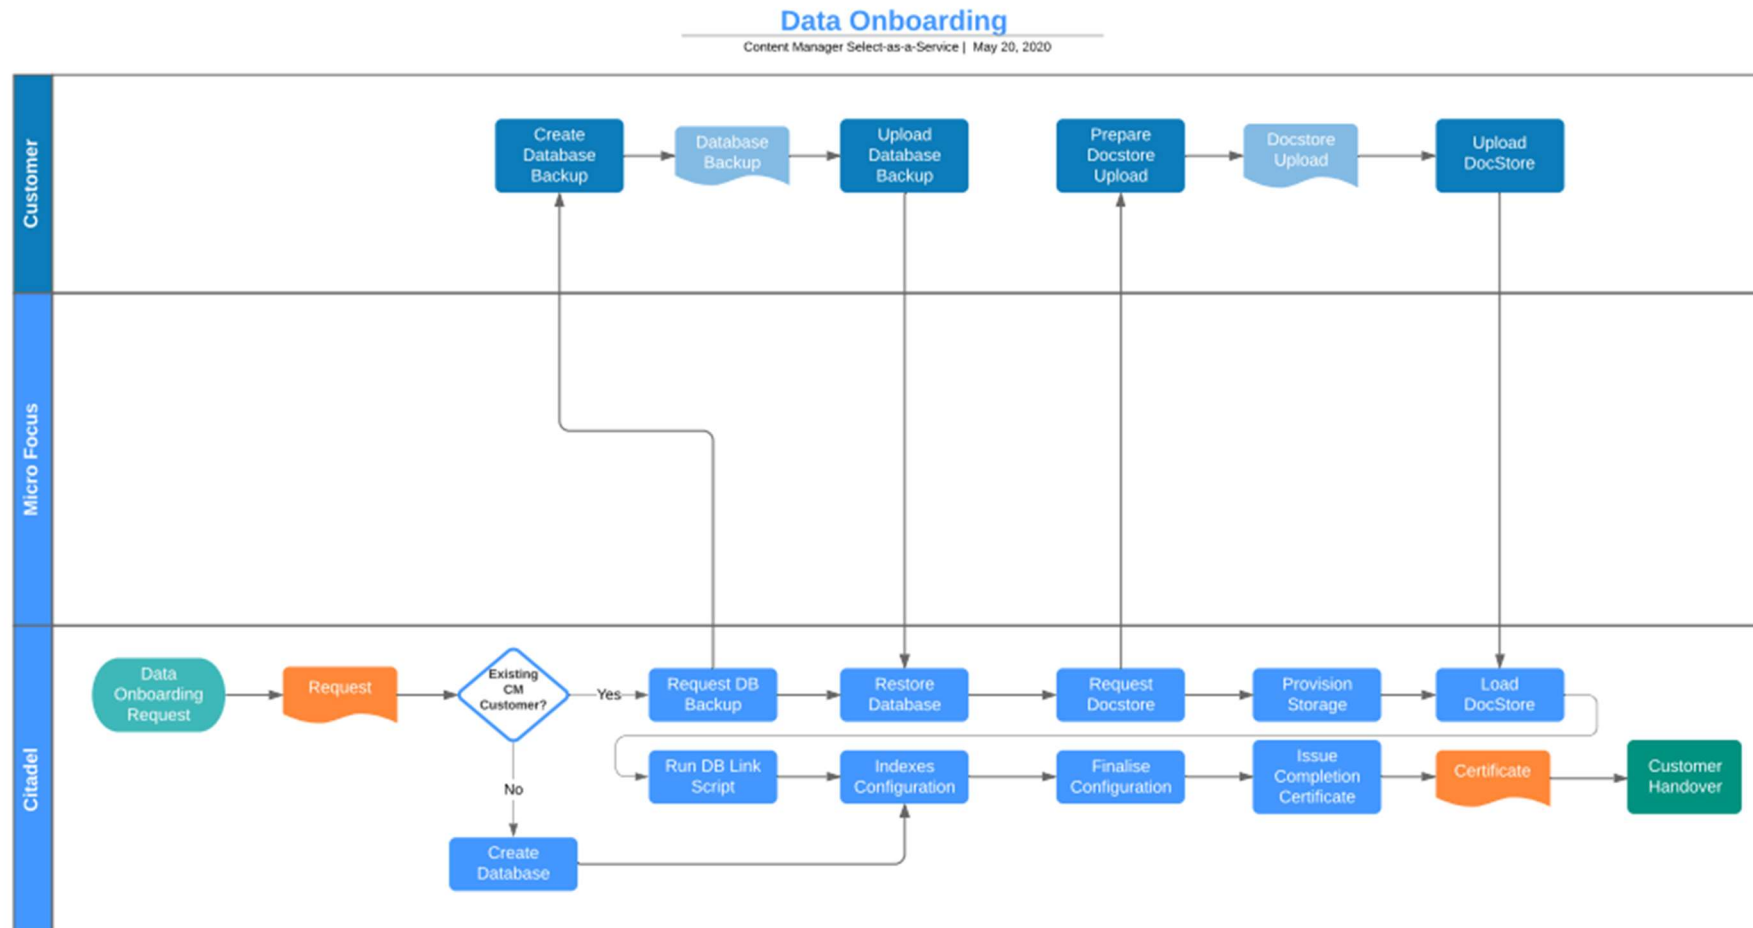 Data Onboarding
Content Manager Select-as-a-Service | May 20, 2020
Customer
Create
Database
Backup
Database
Backup
Upload
Database
Backup
Prepare
Docstore
Upload
Docstore
Upload
Upload
DocStore
Micro Focus
Citadel
Data
Onboarding
Request
Request
Existing
CM
Customer?
Yes
Request DB
Backup
Restore
Database
Request
Docstore
Provision
Storage
Load
DocStore
Run DB Link
Script
Indexes
Configuration
Finalise
Configuration
Issue
Completion
Certificate
Certificate
Customer
Handover
No
Create
Database